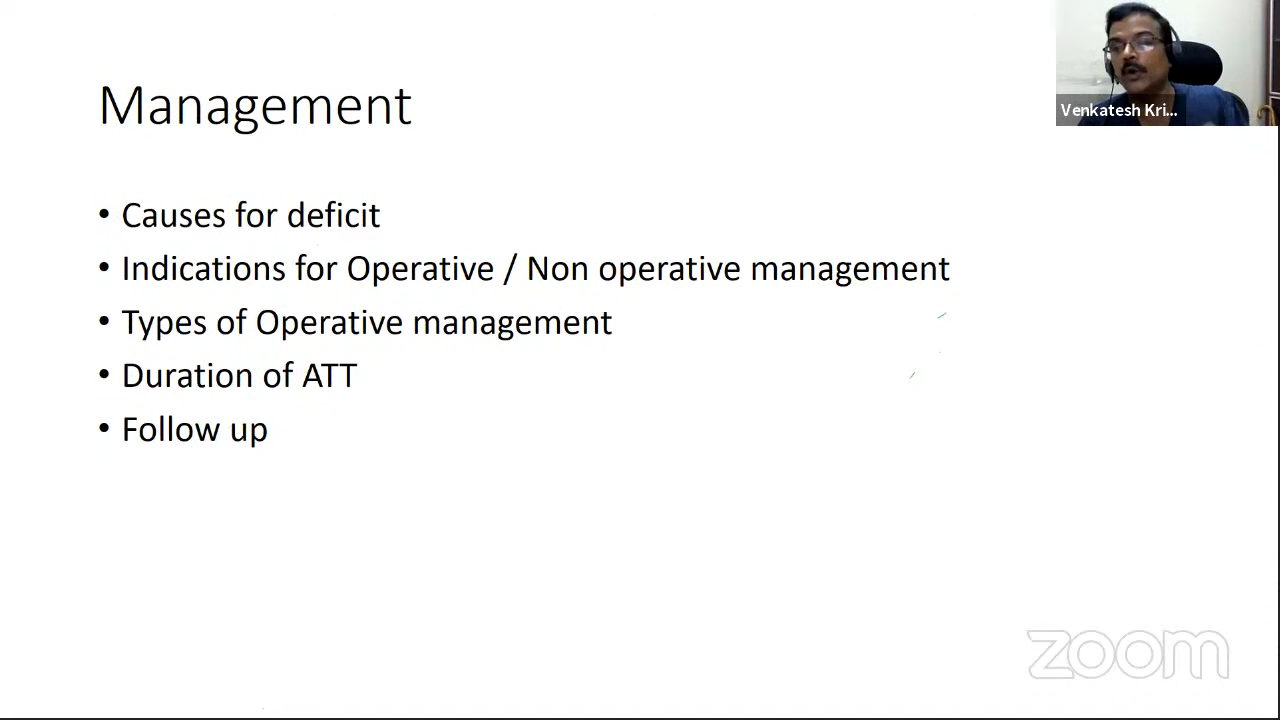 Management
Venkatesh Kri...
• Causes for deficit
• Indications for Operative / Non operative management
• Types of Operative management
• Duration of ATT
• Follow up
zoom